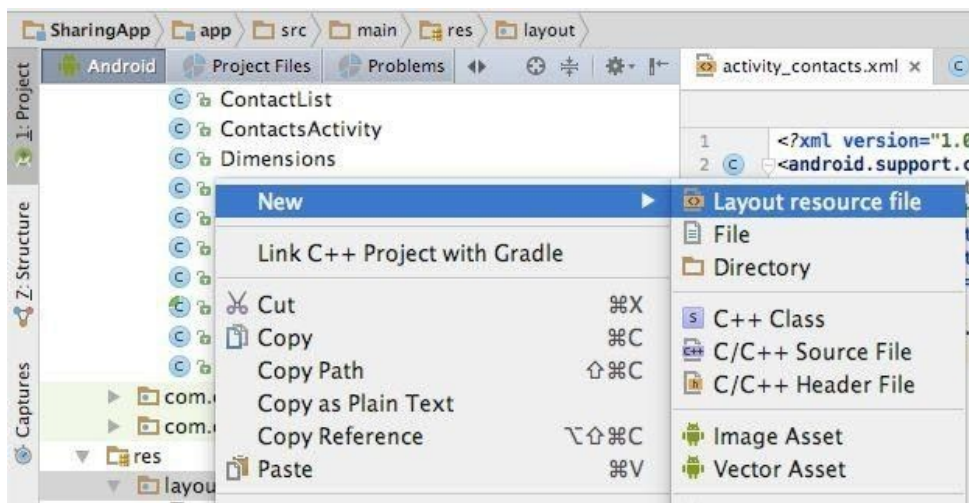 SharingApp app src main res layout
Android Project Files Problems activity_contacts.xml ×
1: Project
Z: Structure
Captures
ContactList
ContactsActivity
Dimensions
1 <?xml version="1.0
2 <android.support.c
New
Link C++ Project with Gradle
Cut ⌘X
Copy ⌘C
Copy Path ⇧⌘C
Copy as Plain Text
Copy Reference ⌥⇧⌘C
Paste ⌘V
Layout resource file
File
Directory
C++ Class
C/C++ Source File
C/C++ Header File
Image Asset
Vector Asset
com.
com.
res
layou